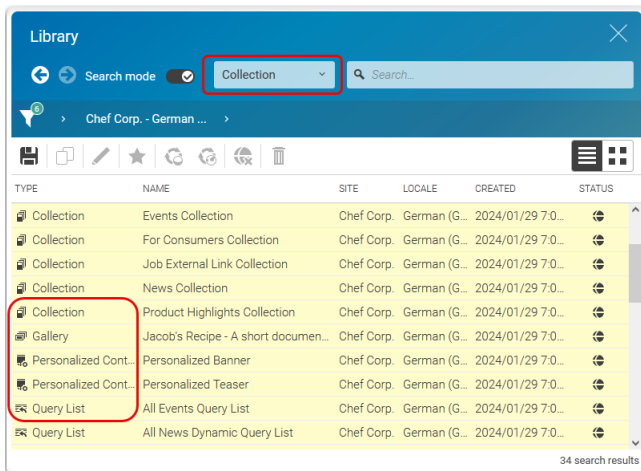 Library
Search mode Collection Search...
6
Chef Corp. - German ...
TYPE NAME SITE LOCALE CREATED STATUS
Collection Events Collection Chef Corp. German (G... 2024/01/29 7:0...
Collection For Consumers Collection Chef Corp. German (G... 2024/01/29 7:0...
Collection Job External Link Collection Chef Corp. German (G... 2024/01/29 7:0...
Collection News Collection Chef Corp. German (G... 2024/01/29 7:0...
Collection Product Highlights Collection Chef Corp. German (G... 2024/01/29 7:0...
Gallery Jacob's Recipe - A short documen... Chef Corp. German (G... 2024/01/29 7:0...
Personalized Cont... Personalized Banner Chef Corp. German (G... 2024/01/29 7:0...
Personalized Cont... Personalized Teaser Chef Corp. German (G... 2024/01/29 7:0...
Query List All Events Query List Chef Corp. German (G... 2024/01/29 7:0...
Query List All News Dynamic Query List Chef Corp. German (G... 2024/01/29 7:0...
34 search results